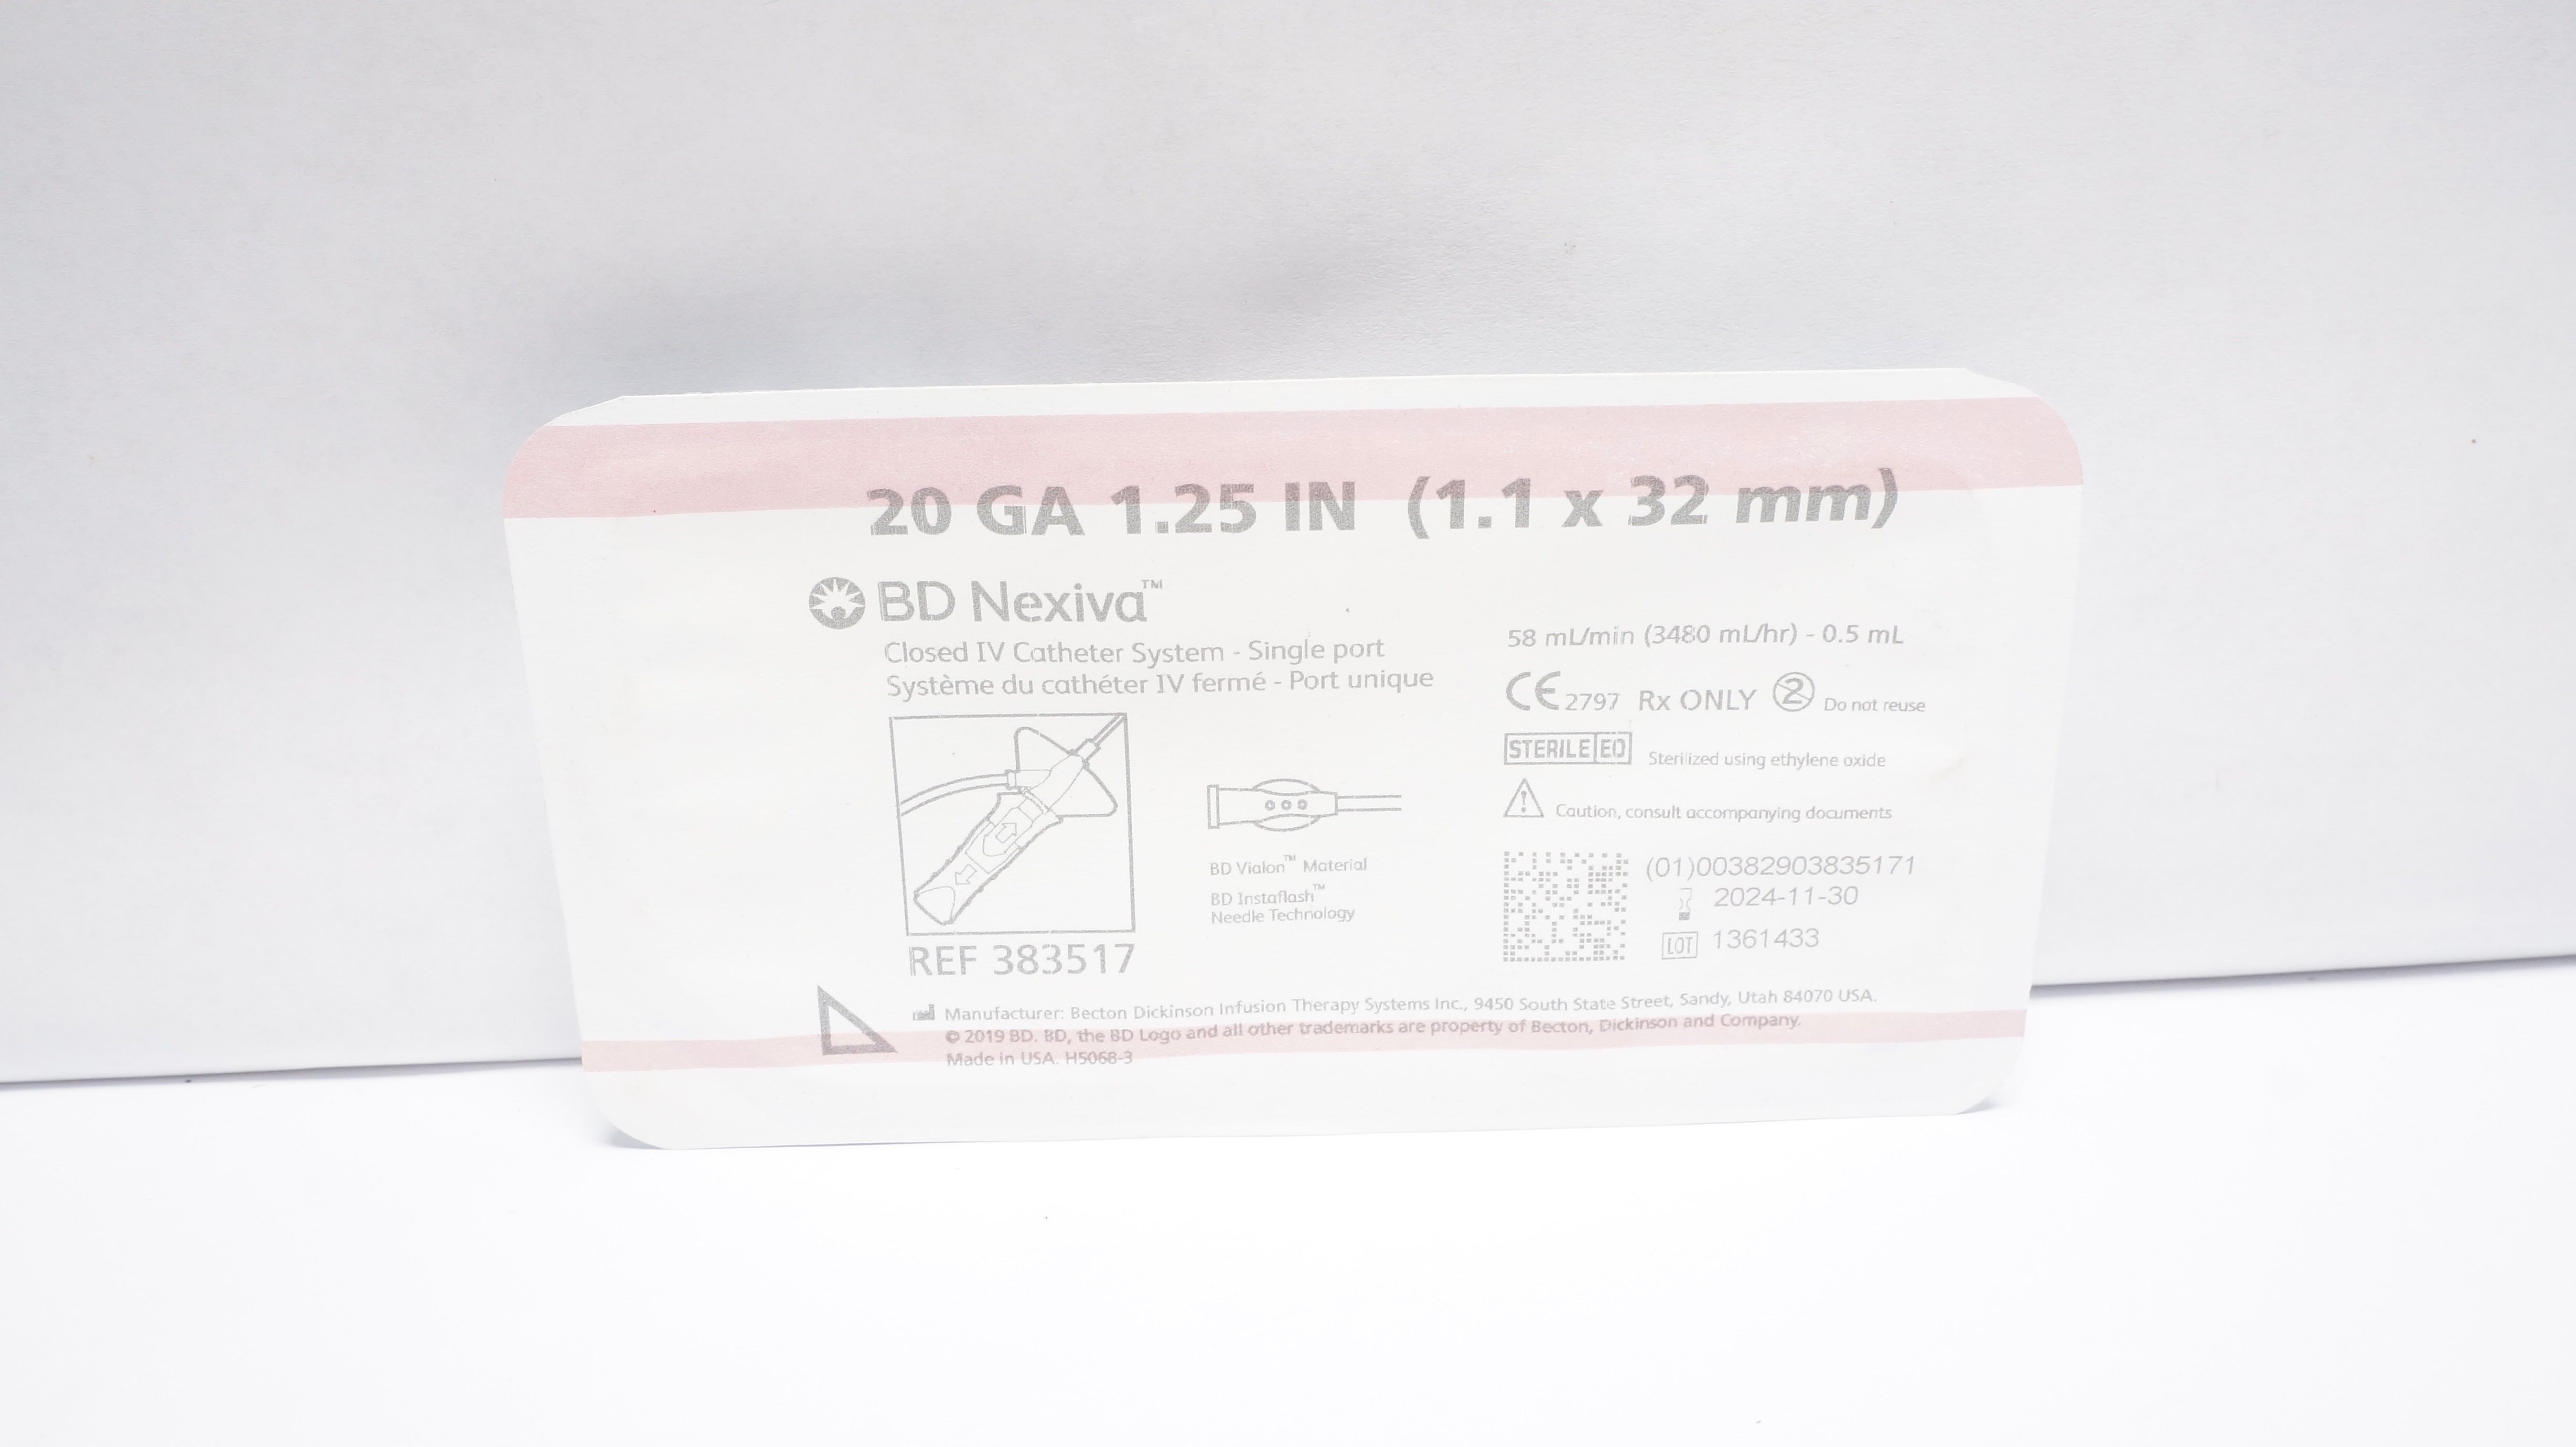 20 GA 1.25 IN (1.1 x 32 mm)
BD Nexiva™
Closed IV Catheter System - Single port
Système du cathéter IV fermé - Port unique
REF 383517
BD Vialon™ Material
BD Instaflash™
Needle Technology
58 mL/min (3480 mL/hr) - 0.5 mL
CE 2797 Rx ONLY 2 Do not reuse
STERILE EO Sterilized using ethylene oxide
! Caution, consult accompanying documents
(01)00382903835171
2024-11-30
LOT 1361433
Manufacturer: Becton Dickinson Infusion Therapy Systems Inc., 9450 South State Street, Sandy, Utah 84070 USA.
© 2019 BD. BD, the BD Logo and all other trademarks are property of Becton, Dickinson and Company.
Made in USA. H5068-3